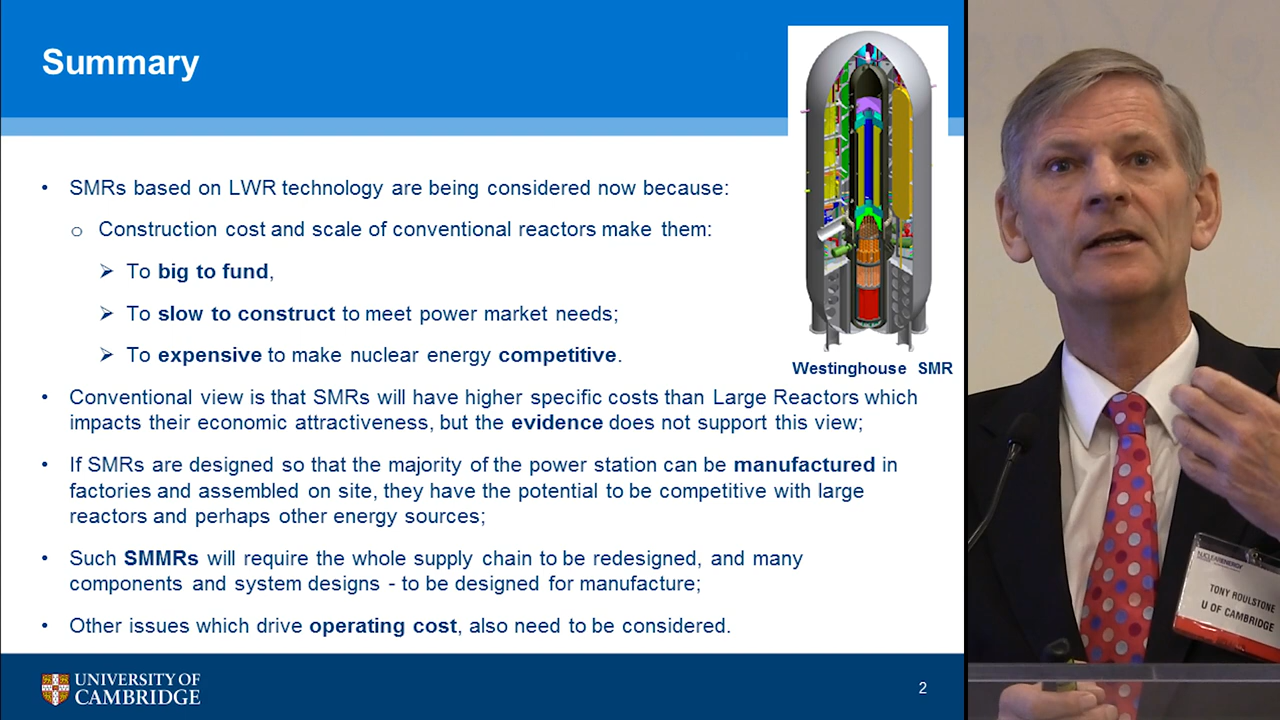 Summary
• SMRs based on LWR technology are being considered now because:
o Construction cost and scale of conventional reactors make them:
➢ To big to fund,
➢ To slow to construct to meet power market needs;
➢ To expensive to make nuclear energy competitive.
Westinghouse SMR
• Conventional view is that SMRs will have higher specific costs than Large Reactors which
impacts their economic attractiveness, but the evidence does not support this view;
• If SMRs are designed so that the majority of the power station can be manufactured in
factories and assembled on site, they have the potential to be competitive with large
reactors and perhaps other energy sources;
• Such SMMRs will require the whole supply chain to be redesigned, and many
components and system designs - to be designed for manufacture;
• Other issues which drive operating cost, also need to be considered.
UNIVERSITY OF
CAMBRIDGE
2
NUCLEAR ENERGY
TONY ROULSTONE
U OF CAMBRIDGE